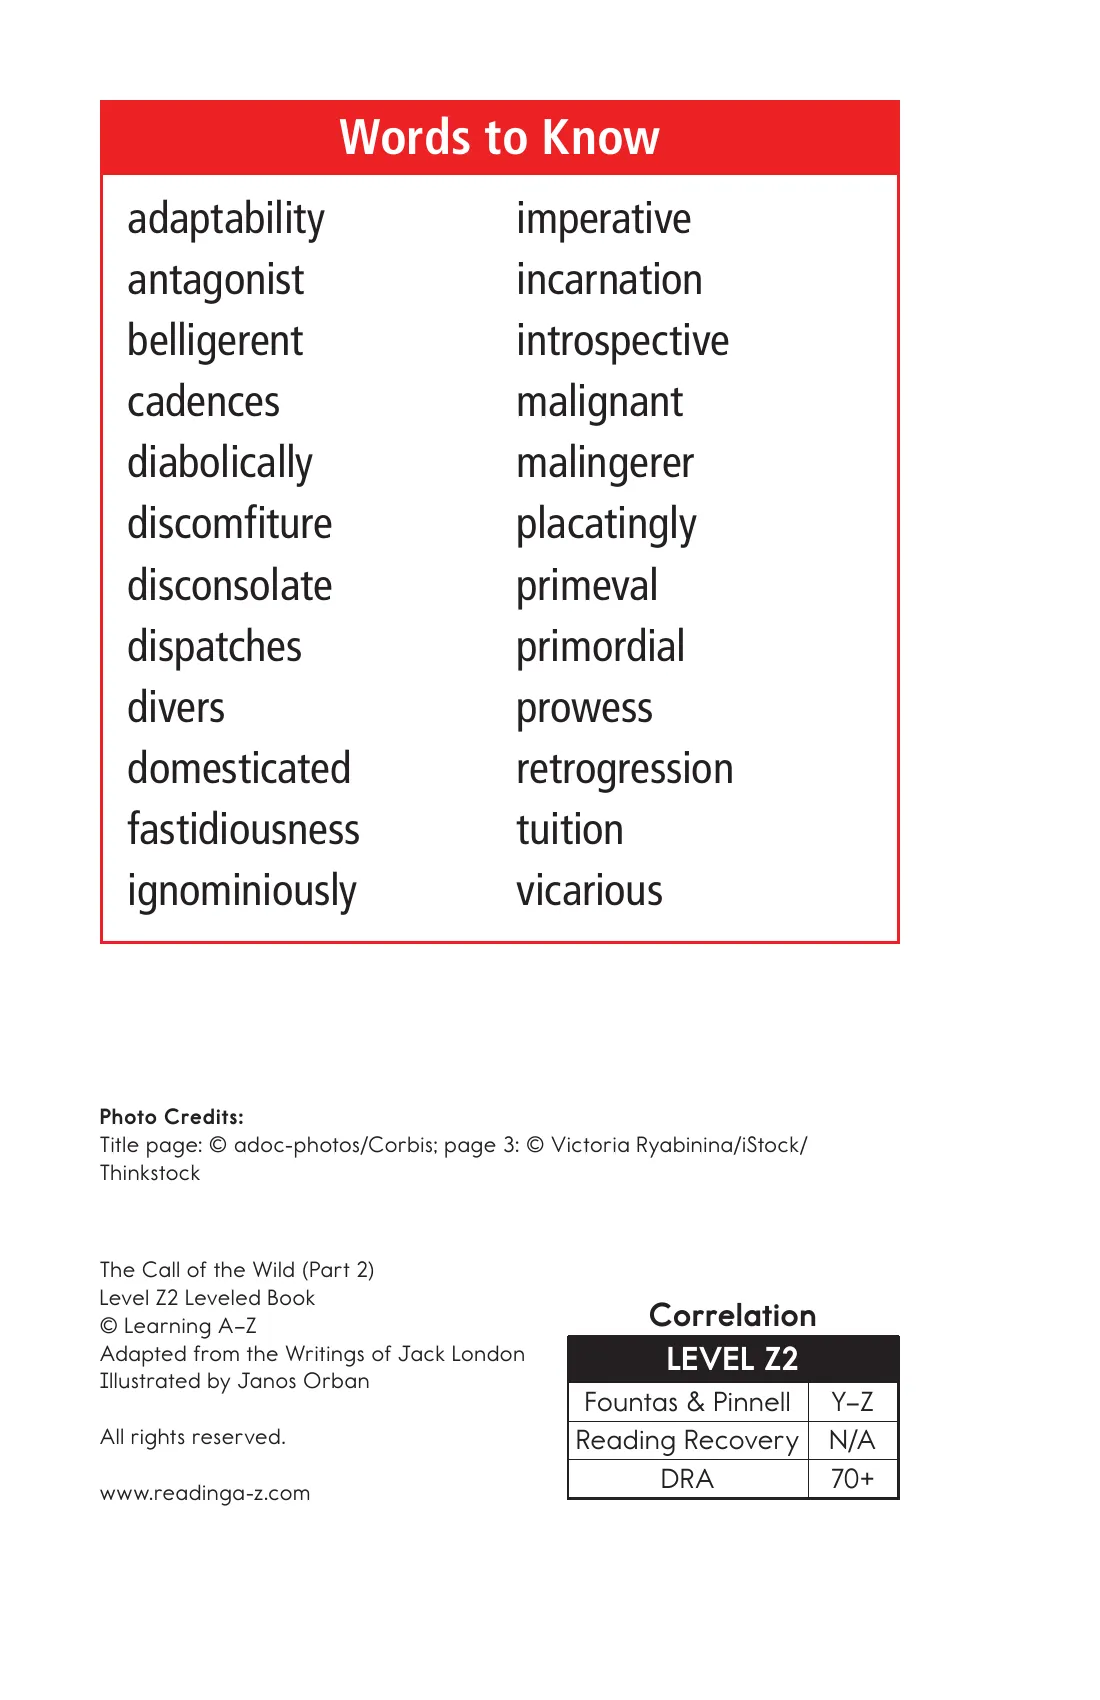 Words to Know
adaptability
antagonist
belligerent
cadences
diabolically
discomfiture
disconsolate
dispatches
divers
domesticated
fastidiousness
ignominiously
imperative
incarnation
introspective
malignant
malingerer
placatingly
primeval
primordial
prowess
retrogression
tuition
vicarious
Photo Credits:
Title page: © adoc-photos/Corbis; page 3: © Victoria Ryabinina/iStock/
Thinkstock
The Call of the Wild (Part 2)
Level Z2 Leveled Book
© Learning A–Z
Adapted from the Writings of Jack London
Illustrated by Janos Orban
All rights reserved.
www.readinga-z.com
Correlation
LEVEL Z2
Fountas & Pinnell Y–Z
Reading Recovery N/A
DRA 70+